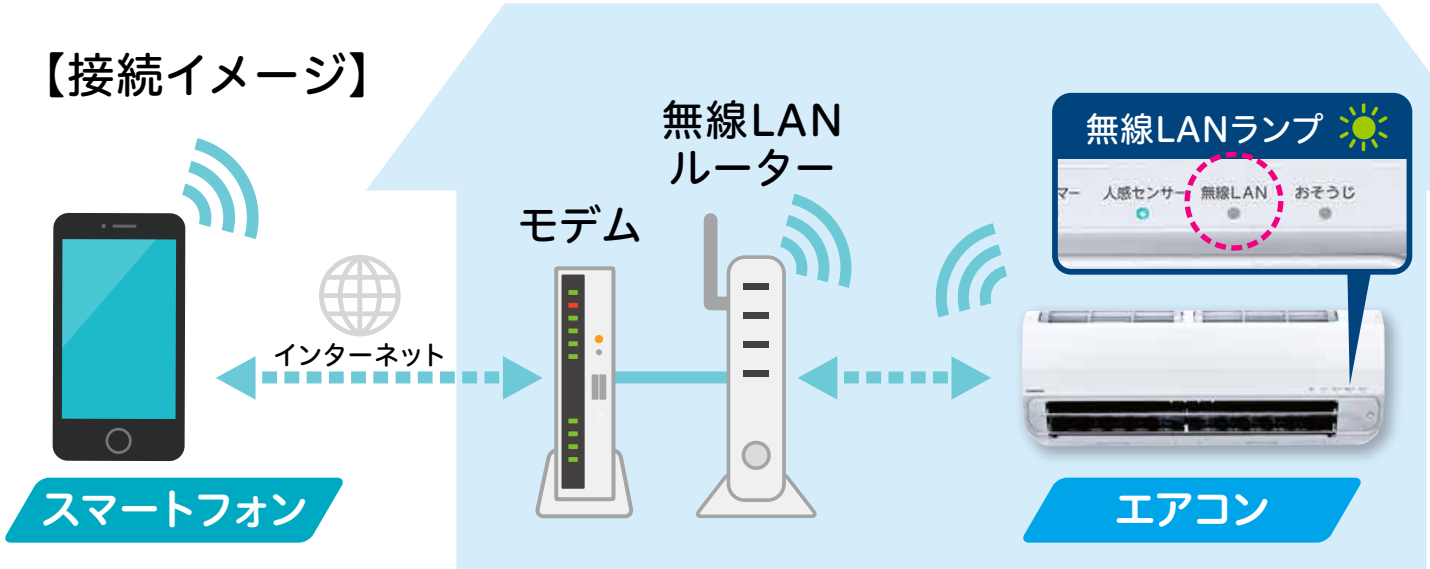 【接続イメージ】
無線LAN
ルーター
モデム
インターネット
無線LANランプ
マー 人感センサー 無線LAN おそうじ
スマートフォン
エアコン